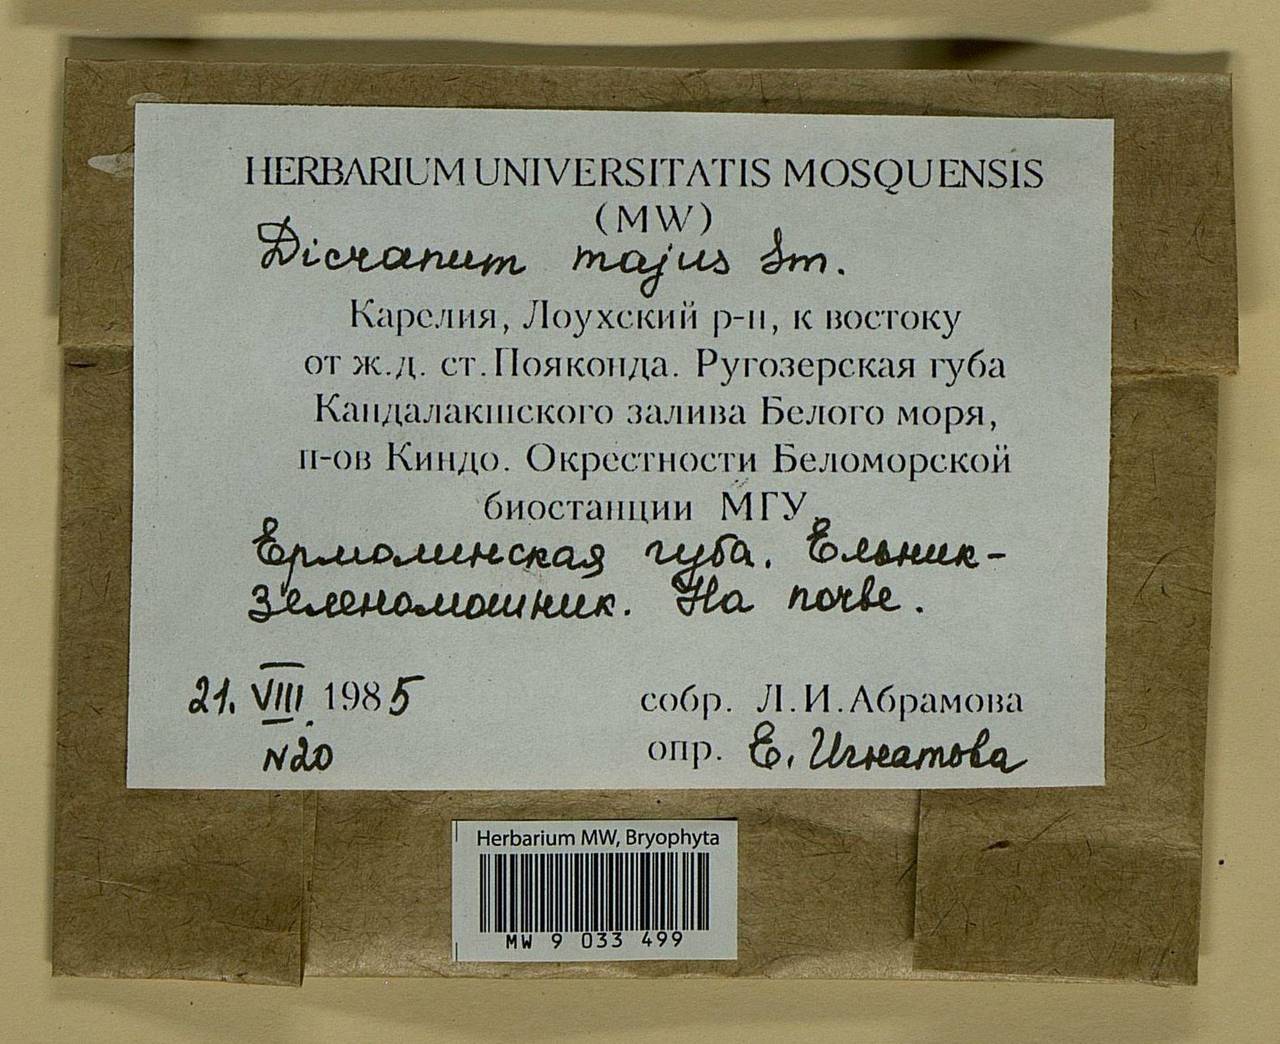 HERBARIUM UNIVERSITATIS MOSQUENSIS
(MW)
Dicranum majus Sm.
Карелия, Лоухский р-н, к востоку
от ж.д. ст.Пояконда. Ругозерская губа
Кандалакшского залива Белого моря,
п-ов Киндо. Окрестности Беломорской
биостанции МГУ
Ермолинская губа. Ельник-
зеленомошник. На почве.
21. VIII. 1985
собр. Л.И.Абрамова
N20
опр. Е. Игнатова
Herbarium MW, Bryophyta
MW 9 033 499